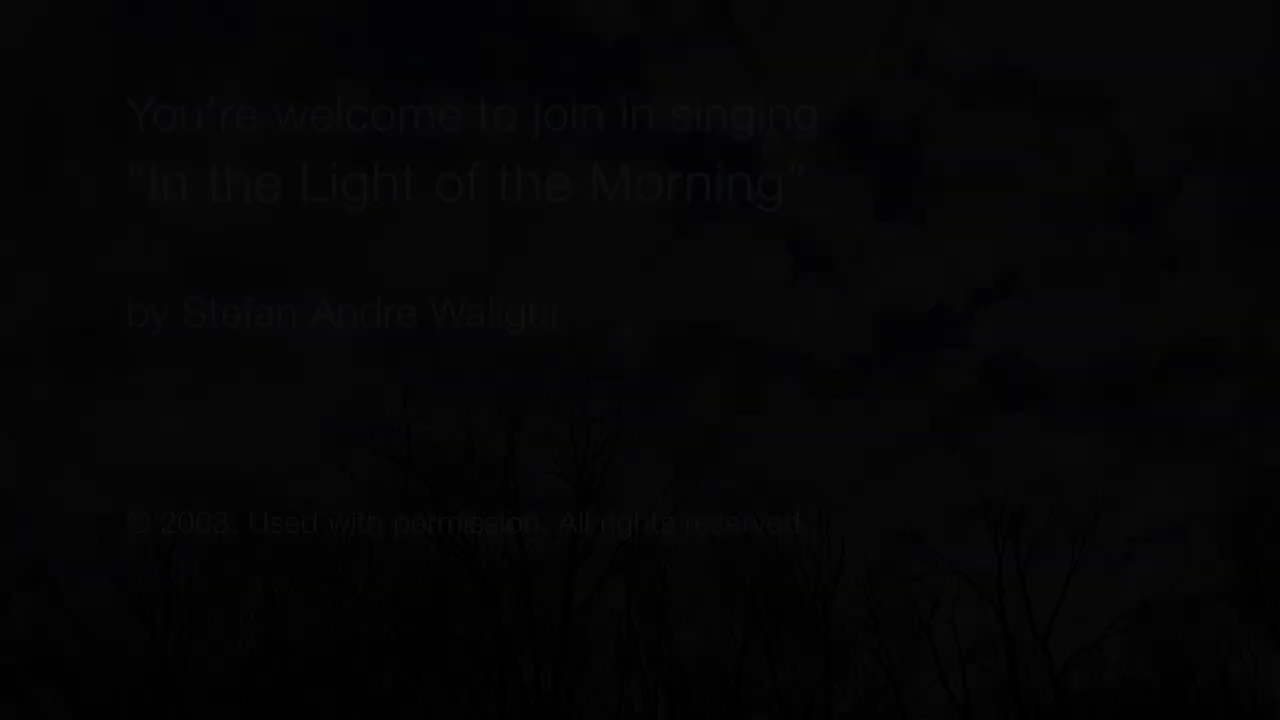 You're welcome to join in singing
"In the Light of the Morning"
by Stefan Andre Waligur
© 2003. Used with permission. All rights reserved.